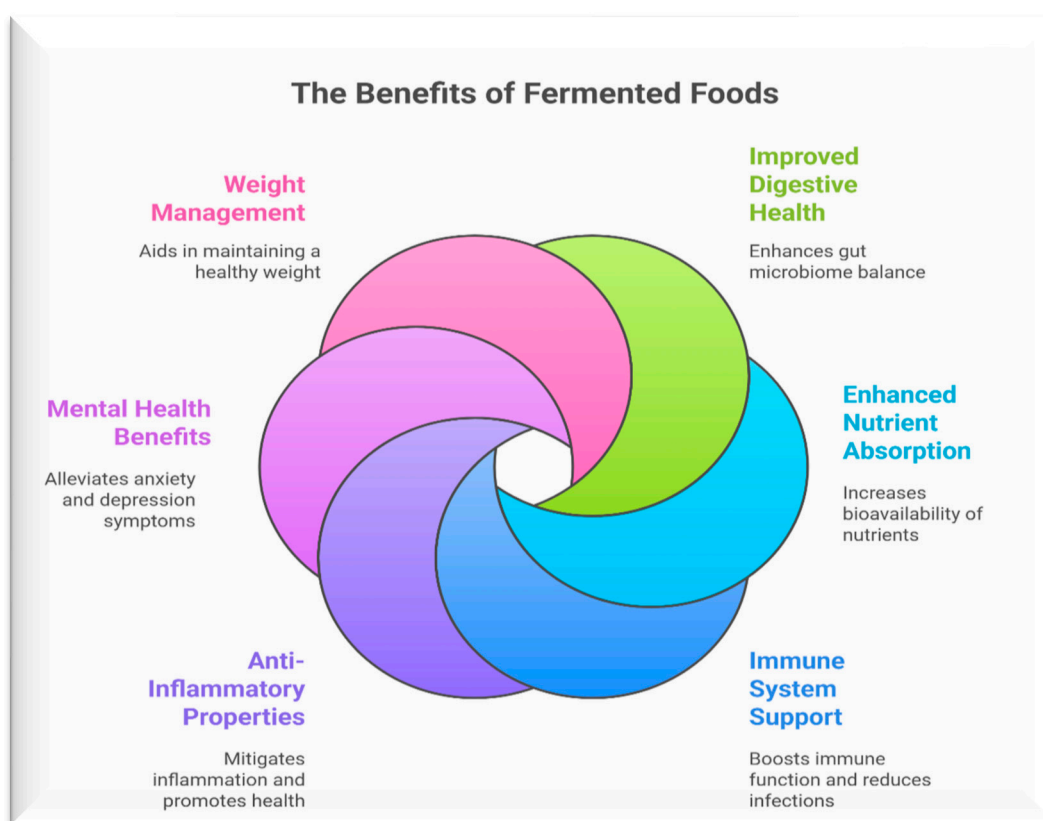 The Benefits of Fermented Foods
Weight
Management
Aids in maintaining a
healthy weight
Improved
Digestive
Health
Enhances gut
microbiome balance
Mental Health
Benefits
Alleviates anxiety
and depression
symptoms
Enhanced
Nutrient
Absorption
Increases
bioavailability of
nutrients
Anti-
Inflammatory
Properties
Mitigates
inflammation and
promotes health
Immune
System
Support
Boosts immune
function and reduces
infections